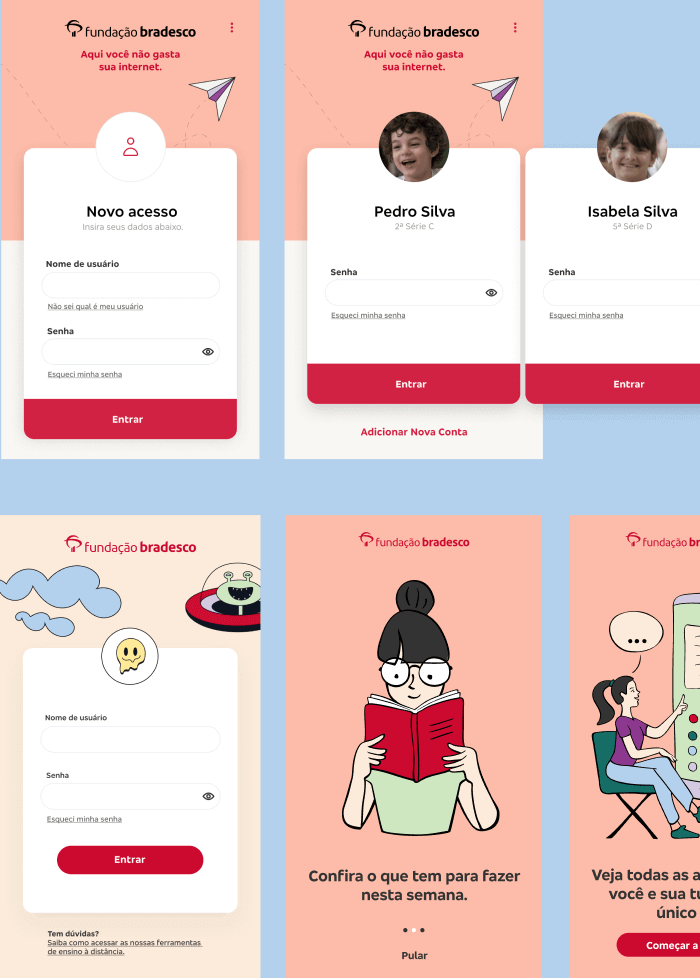 fundação bradesco
Aqui você não gasta
sua internet.
Novo acesso
Insira seus dados abaixo.
Nome de usuário
Não sei qual é meu usuário
Senha
Esqueci minha senha
Entrar
fundação bradesco
Aqui você não gasta
sua internet.
Pedro Silva
2ª Série C
Senha
Esqueci minha senha
Entrar
Adicionar Nova Conta
Isabela Silva
5ª Série D
Senha
Esqueci minha senha
Entrar
fundação bradesco
Nome de usuário
Senha
Esqueci minha senha
Entrar
Tem dúvidas?
Saiba como acessar as nossas ferramentas
de ensino à distância.
fundação bradesco
Confira o que tem para fazer
nesta semana.
Pular
fundação br
Veja todas as a
você e sua tu
único
Começar a